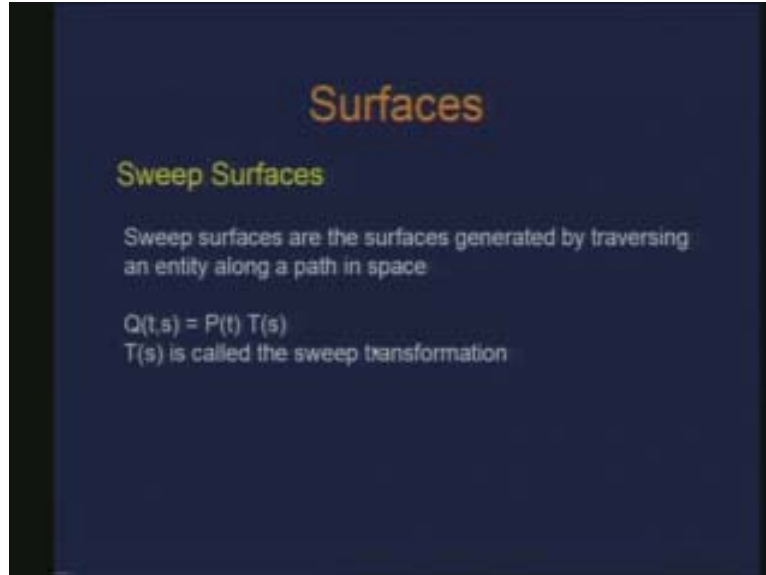 Surfaces
Sweep Surfaces
Sweep surfaces are the surfaces generated by traversing
an entity along a path in space
Q(t,s) = P(t) T(s)
T(s) is called the sweep transformation